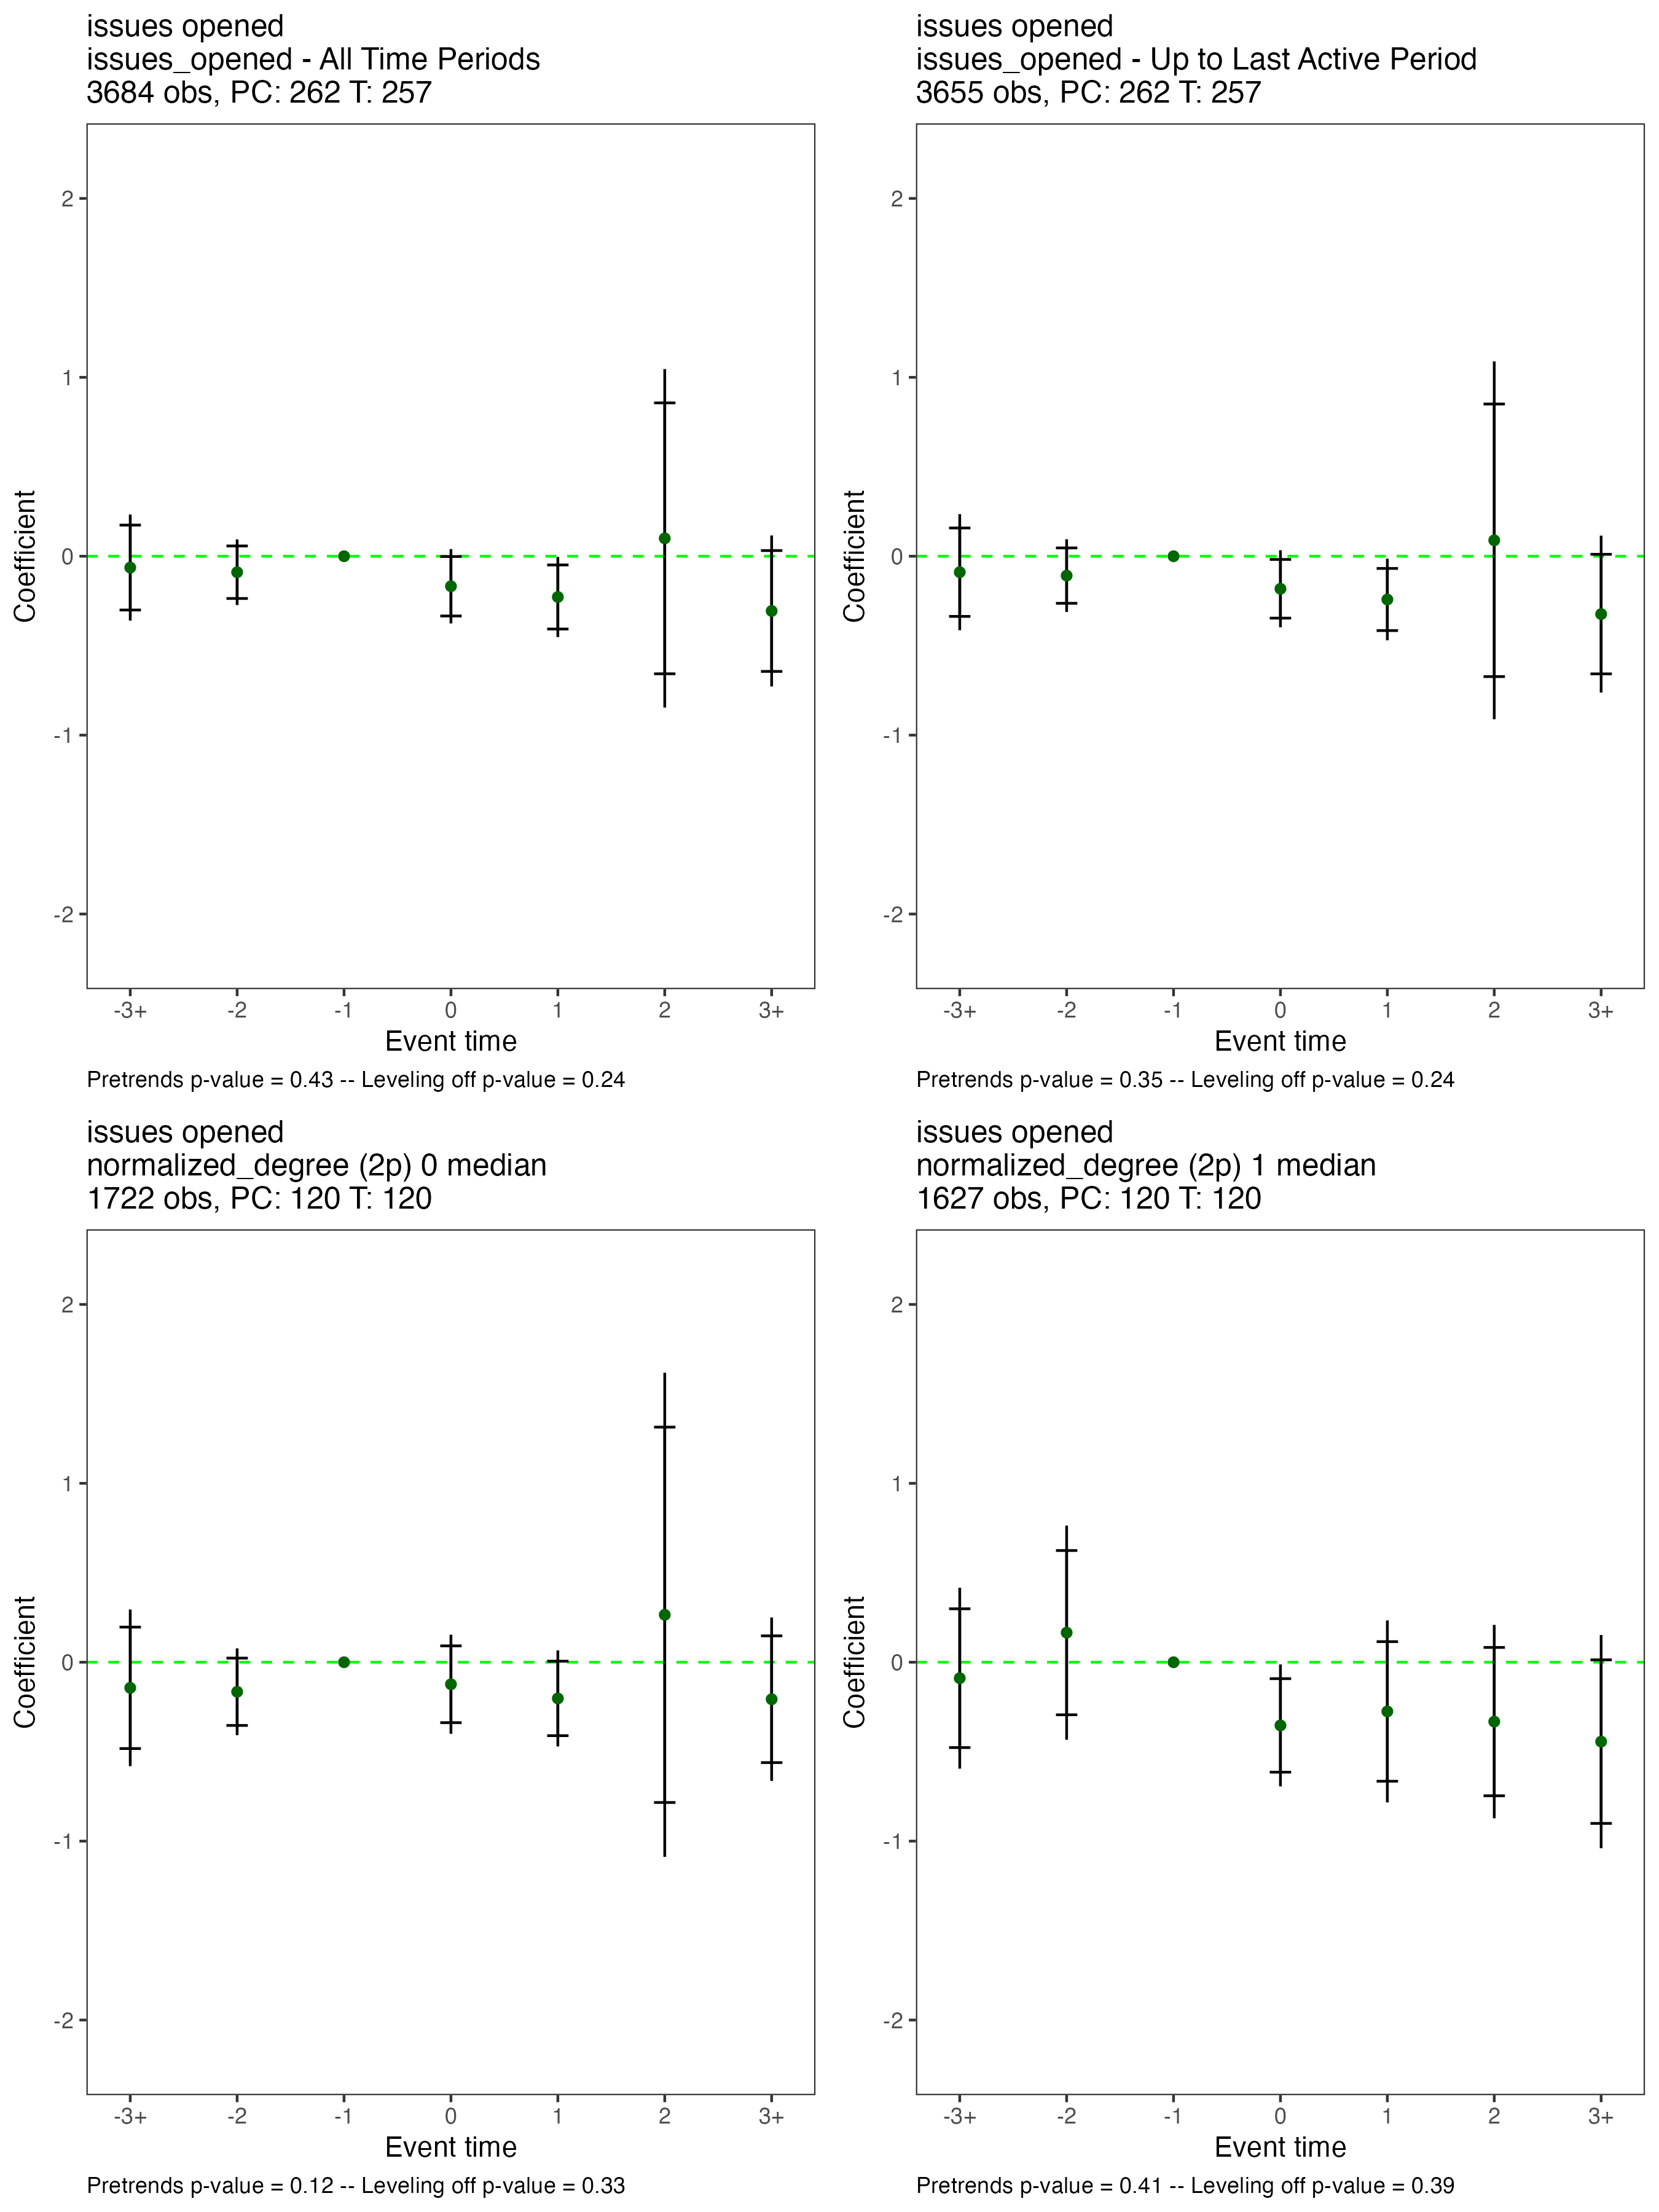 issues opened
issues_opened - All Time Periods
3684 obs, PC: 262 T: 257
2
1
0
-1
-2
Coefficient
-3+ -2 -1 0 1 2 3+
Event time
Pretrends p-value = 0.43 -- Leveling off p-value = 0.24
issues opened
issues_opened - Up to Last Active Period
3655 obs, PC: 262 T: 257
2
1
0
-1
-2
Coefficient
-3+ -2 -1 0 1 2 3+
Event time
Pretrends p-value = 0.35 -- Leveling off p-value = 0.24
issues opened
normalized_degree (2p) 0 median
1722 obs, PC: 120 T: 120
2
1
0
-1
-2
Coefficient
-3+ -2 -1 0 1 2 3+
Event time
Pretrends p-value = 0.12 -- Leveling off p-value = 0.33
issues opened
normalized_degree (2p) 1 median
1627 obs, PC: 120 T: 120
2
1
0
-1
-2
Coefficient
-3+ -2 -1 0 1 2 3+
Event time
Pretrends p-value = 0.41 -- Leveling off p-value = 0.39